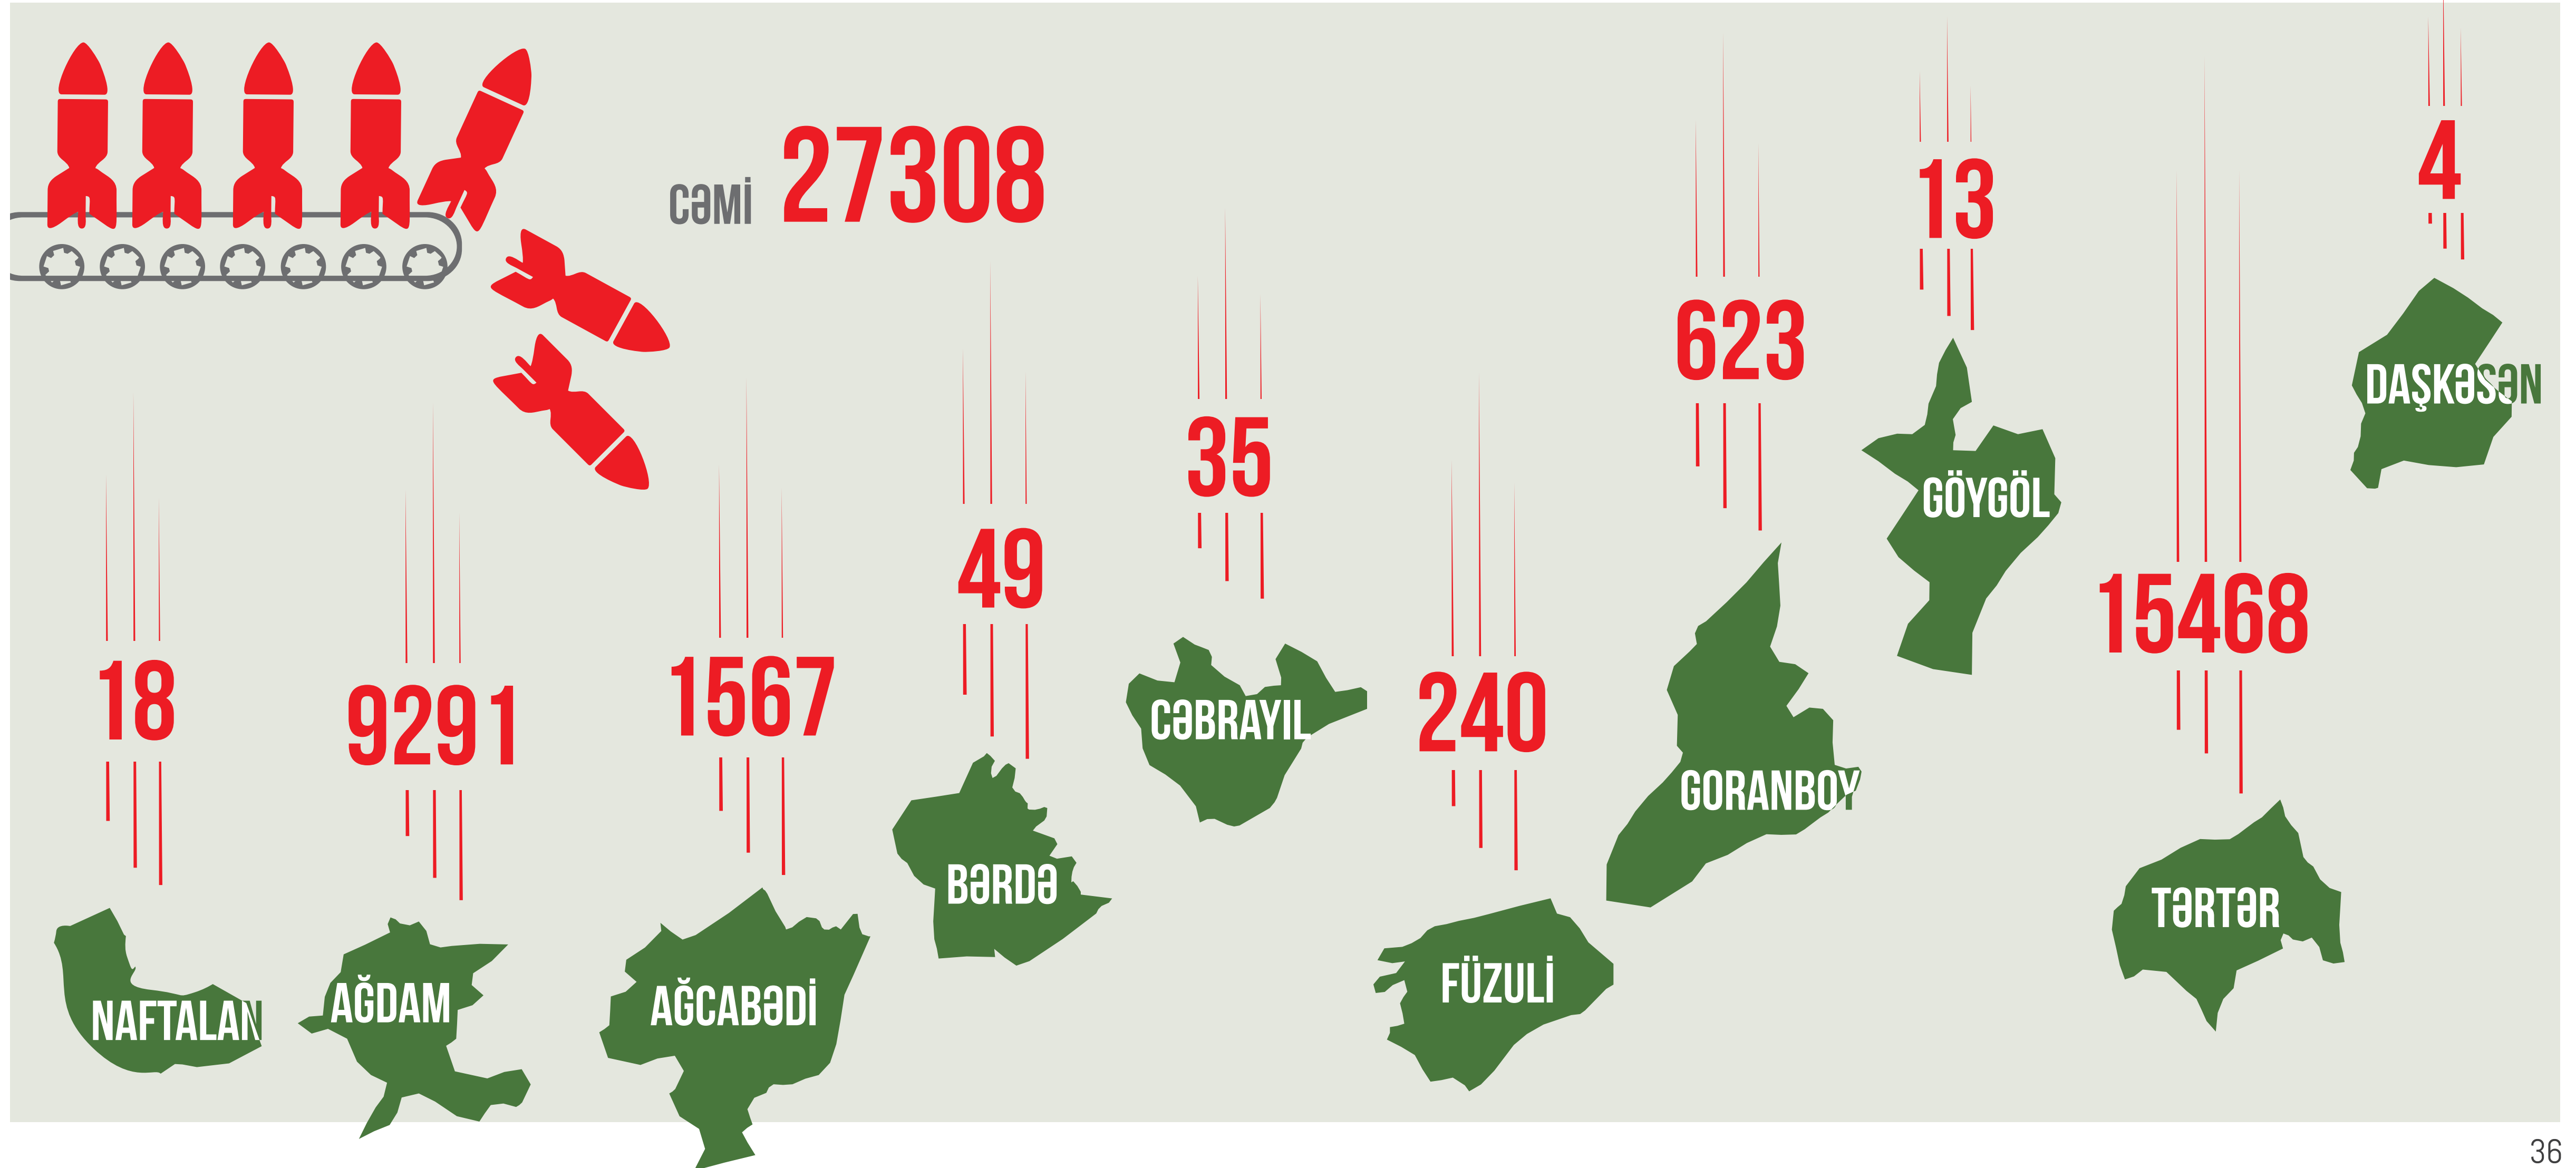 CƏMİ 27308
18
NAFTALAN
9291
AĞDAM
1567
AĞCABƏDİ
49
BƏRDƏ
35
CƏBRAYIL
240
FÜZULİ
623
GORANBOY
13
GÖYGÖL
15468
TƏRTƏR
4
DAŞKƏSƏN
36